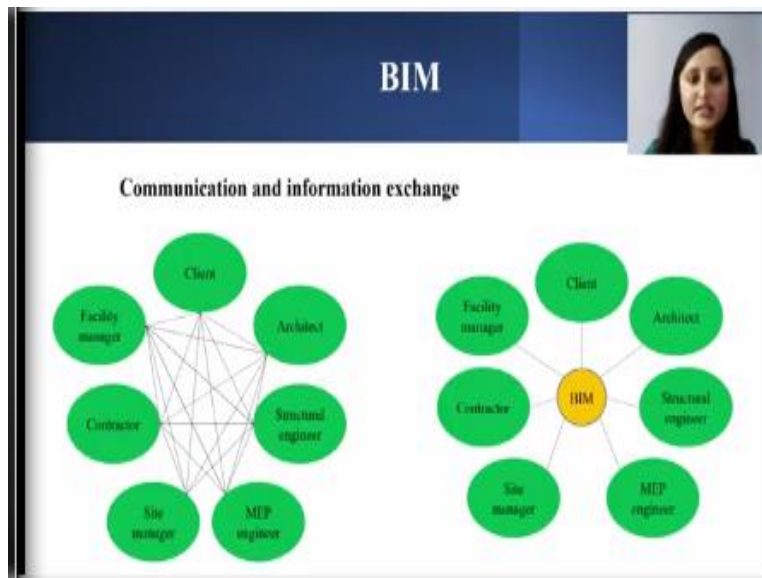 BIM
Communication and information exchange
Client
Facility
manager
Architect
Contractor
Structural
engineer
Site
manager
MEP
engineer
Client
Facility
manager
Architect
Contractor
BIM
Structural
engineer
Site
manager
MEP
engineer